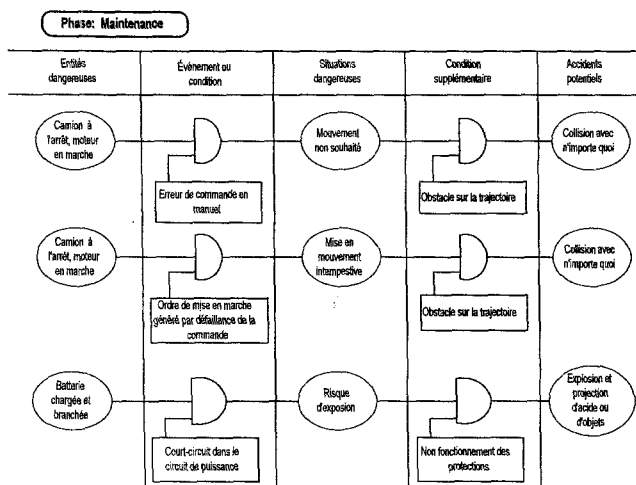 Phase: Maintenance
Entités
dangereuses
Évènement ou
condition
Situations
dangereuses
Condition
supplémentaire
Accidents
potentiels
Camion à
l'arrêt, moteur
en marche
Mouvement
non souhaité
Collision avec
n'importe quoi
Erreur de commande en
manuel
Obstacle sur la trajectoire
Camion à
l'arrêt, moteur
en marche
Mise en
mouvement
intempestive
Collision avec
n'importe quoi
Ordre de mise en marche
généré par défaillance de la
commande
Obstacle sur la trajectoire
Batterie
chargée et
branchée
Risque
d'exposion
Explosion et
projection
d'acide ou
d'objets
Court-circuit dans le
circuit de puissance
Non fonctionnement des
protections.